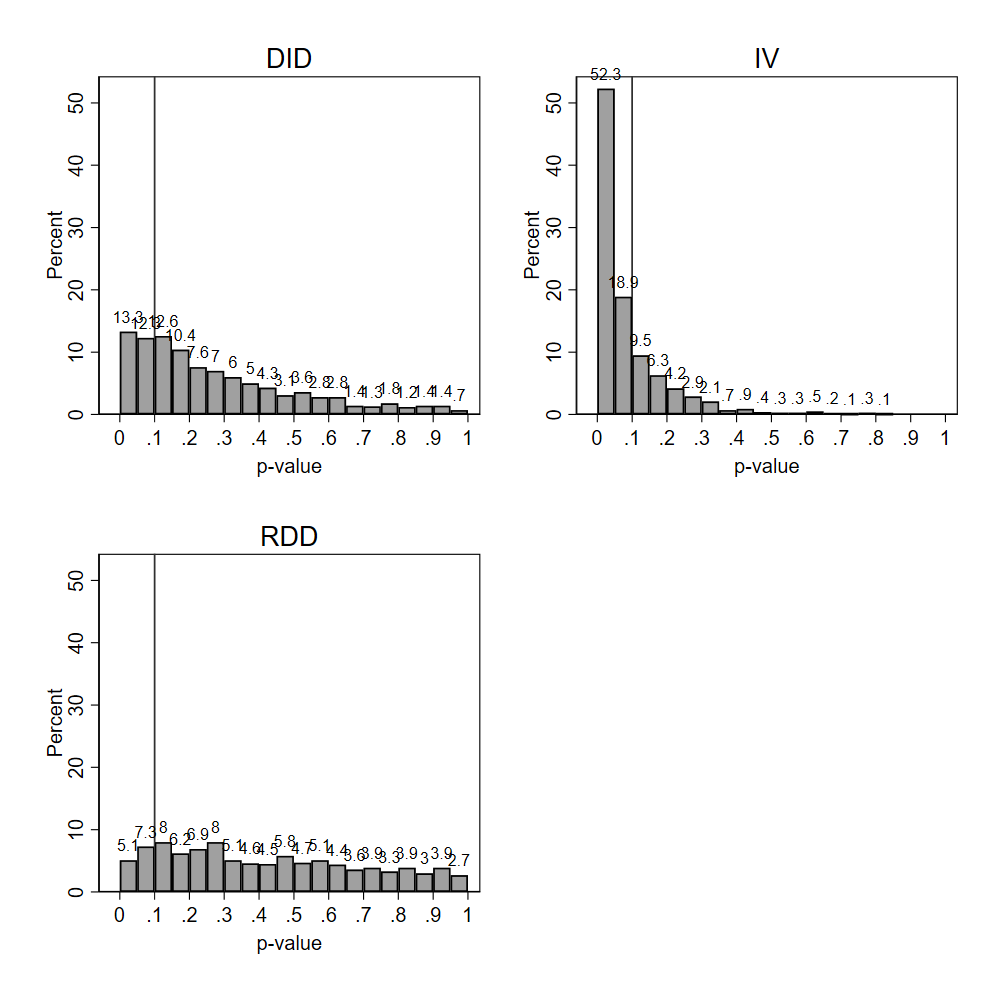 DID
Percent
50
40
30
20
10
0
13.3 12.3 12.6 10.4 7.6 7 6 5 4.3 3.1 3.6 2.8 2.8 1.4 1.3 1.8 1.2 1.4 1.4 .7
0 .1 .2 .3 .4 .5 .6 .7 .8 .9 1
p-value
IV
Percent
50
40
30
20
10
0
52.3 18.9 9.5 6.3 4.2 2.9 2.1 .7 .9 .4 .3 .3 .5 .2 .1 .3 .1
0 .1 .2 .3 .4 .5 .6 .7 .8 .9 1
p-value
RDD
Percent
50
40
30
20
10
0
5.1 7.3 8 6.2 6.9 8 5.1 4.6 4.5 5.8 4.7 5.1 4.4 3.6 3.9 3.3 3.9 3 3.9 2.7
0 .1 .2 .3 .4 .5 .6 .7 .8 .9 1
p-value